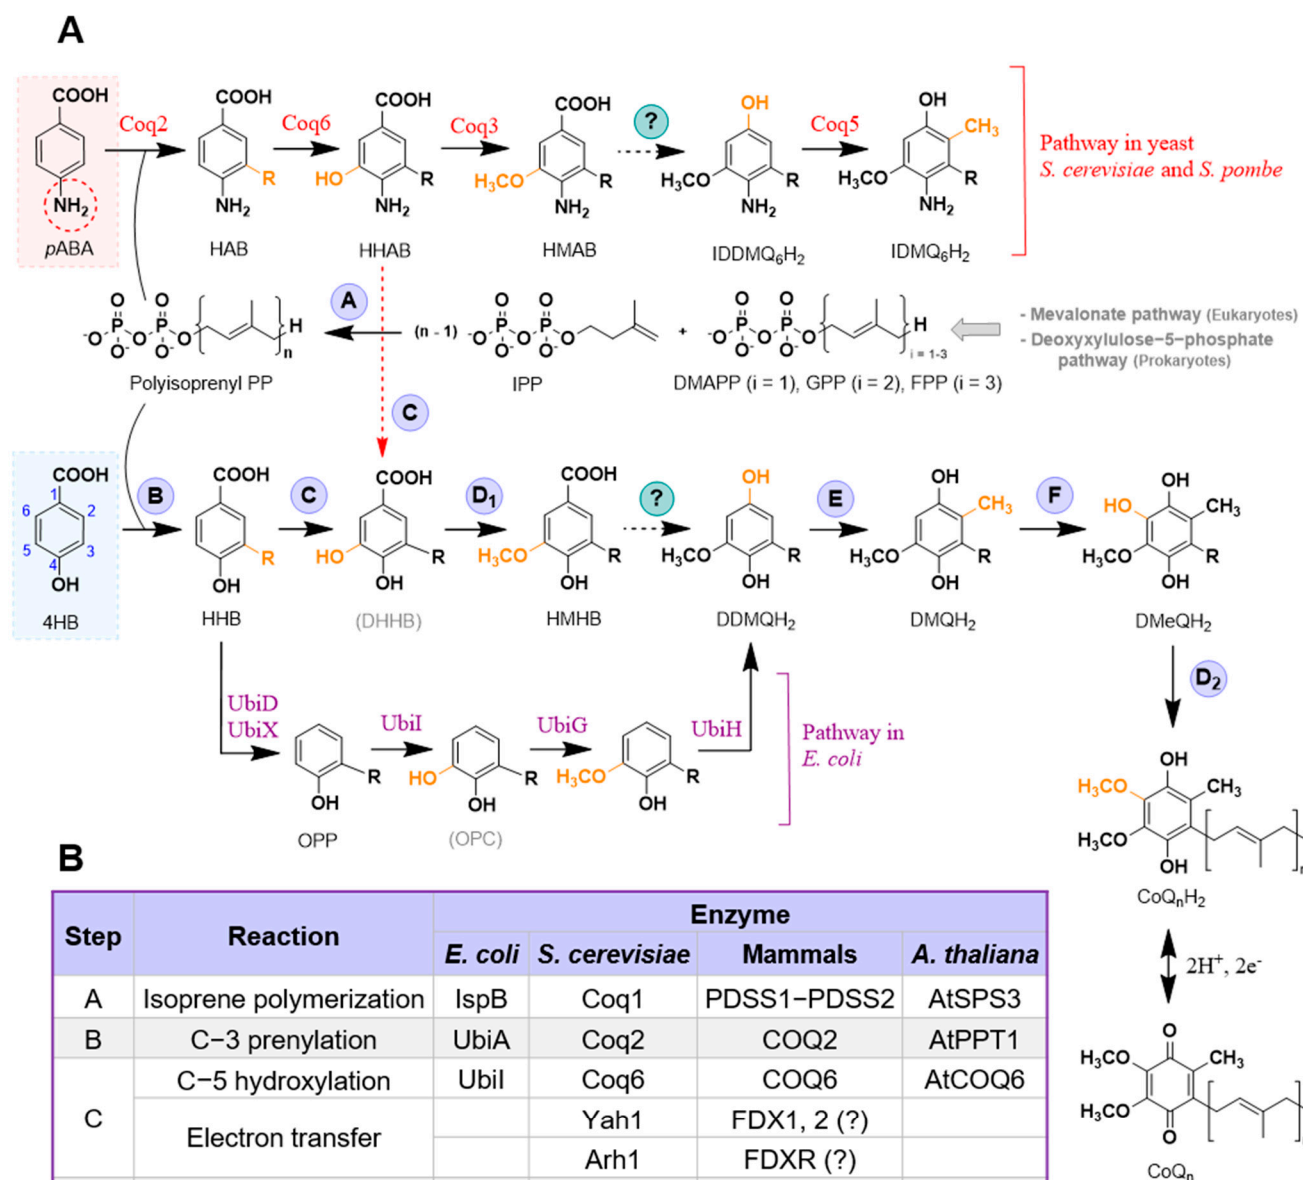 A
COOH
COOH
COOH
COOH
OH
OH
CH₃
Coq2
Coq6
Coq3
?
Coq5
R
HO
R
H₃CO
R
H₃CO
R
H₃CO
R
NH₂
NH₂
NH₂
NH₂
NH₂
NH₂
pABA
HAB
HHAB
HMAB
IDDMQ₆H₂
IDMQ₆H₂
Pathway in yeast
S. cerevisiae and S. pombe
A
O O
⁻O P O P O
O⁻ O⁻
H
n
(n - 1)
O O
⁻O P O P O
O⁻ O⁻
+
O O
⁻O P O P O
O⁻ O⁻
H
i = 1-3
- Mevalonate pathway (Eukaryotes)
- Deoxyxylulose−5−phosphate
pathway (Prokaryotes)
Polyisoprenyl PP
IPP
DMAPP (i = 1), GPP (i = 2), FPP (i = 3)
C
COOH
COOH
COOH
COOH
OH
OH
CH₃
OH
CH₃
1
2
3
4
5
6
B
C
D₁
?
E
F
R
HO
R
H₃CO
R
H₃CO
R
H₃CO
R
HO
H₃CO
R
OH
OH
OH
OH
OH
OH
OH
4HB
HHB
(DHHB)
HMHB
DDMQH₂
DMQH₂
DMeQH₂
D₂
UbiD
UbiX
UbiI
UbiG
UbiH
Pathway in
E. coli
R
OH
HO
R
OH
H₃CO
R
OH
OPP
(OPC)
OH
H₃CO
CH₃
H₃CO
OH
n
CoQₙH₂
2H⁺, 2e⁻
O
H₃CO
CH₃
H₃CO
O
CoQₙ
B
Step
Reaction
Enzyme
E. coli
S. cerevisiae
Mammals
A. thaliana
A
Isoprene polymerization
IspB
Coq1
PDSS1−PDSS2
AtSPS3
B
C−3 prenylation
UbiA
Coq2
COQ2
AtPPT1
C
C−5 hydroxylation
UbiI
Coq6
COQ6
AtCOQ6
Electron transfer
Yah1
FDX1, 2 (?)
Arh1
FDXR (?)